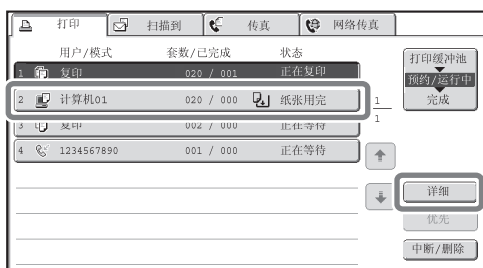 打印 扫描到 传真 网络传真
用户/模式 套数/已完成 状态
打印缓冲池
预约/运行中
完成
1 复印 020 / 001 正在复印
2 计算机01 020 / 000 纸张用完
3 复印 002 / 000 正在等待
4 1234567890 001 / 000 正在等待
1
1
详细
优先
中断/删除